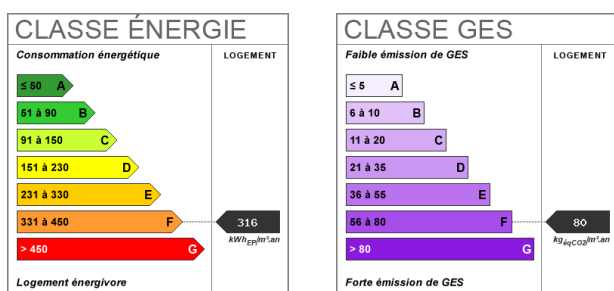 CLASSE ÉNERGIE
Consommation énergétique
LOGEMENT
≤ 50 A
51 à 90 B
91 à 150 C
151 à 230 D
231 à 330 E
331 à 450 F
316
kWhEP/m².an
> 450 G
Logement énergivore
CLASSE GES
Faible émission de GES
LOGEMENT
≤ 5 A
6 à 10 B
11 à 20 C
21 à 35 D
36 à 55 E
56 à 80 F
80
kgéqCO2/m².an
> 80 G
Forte émission de GES